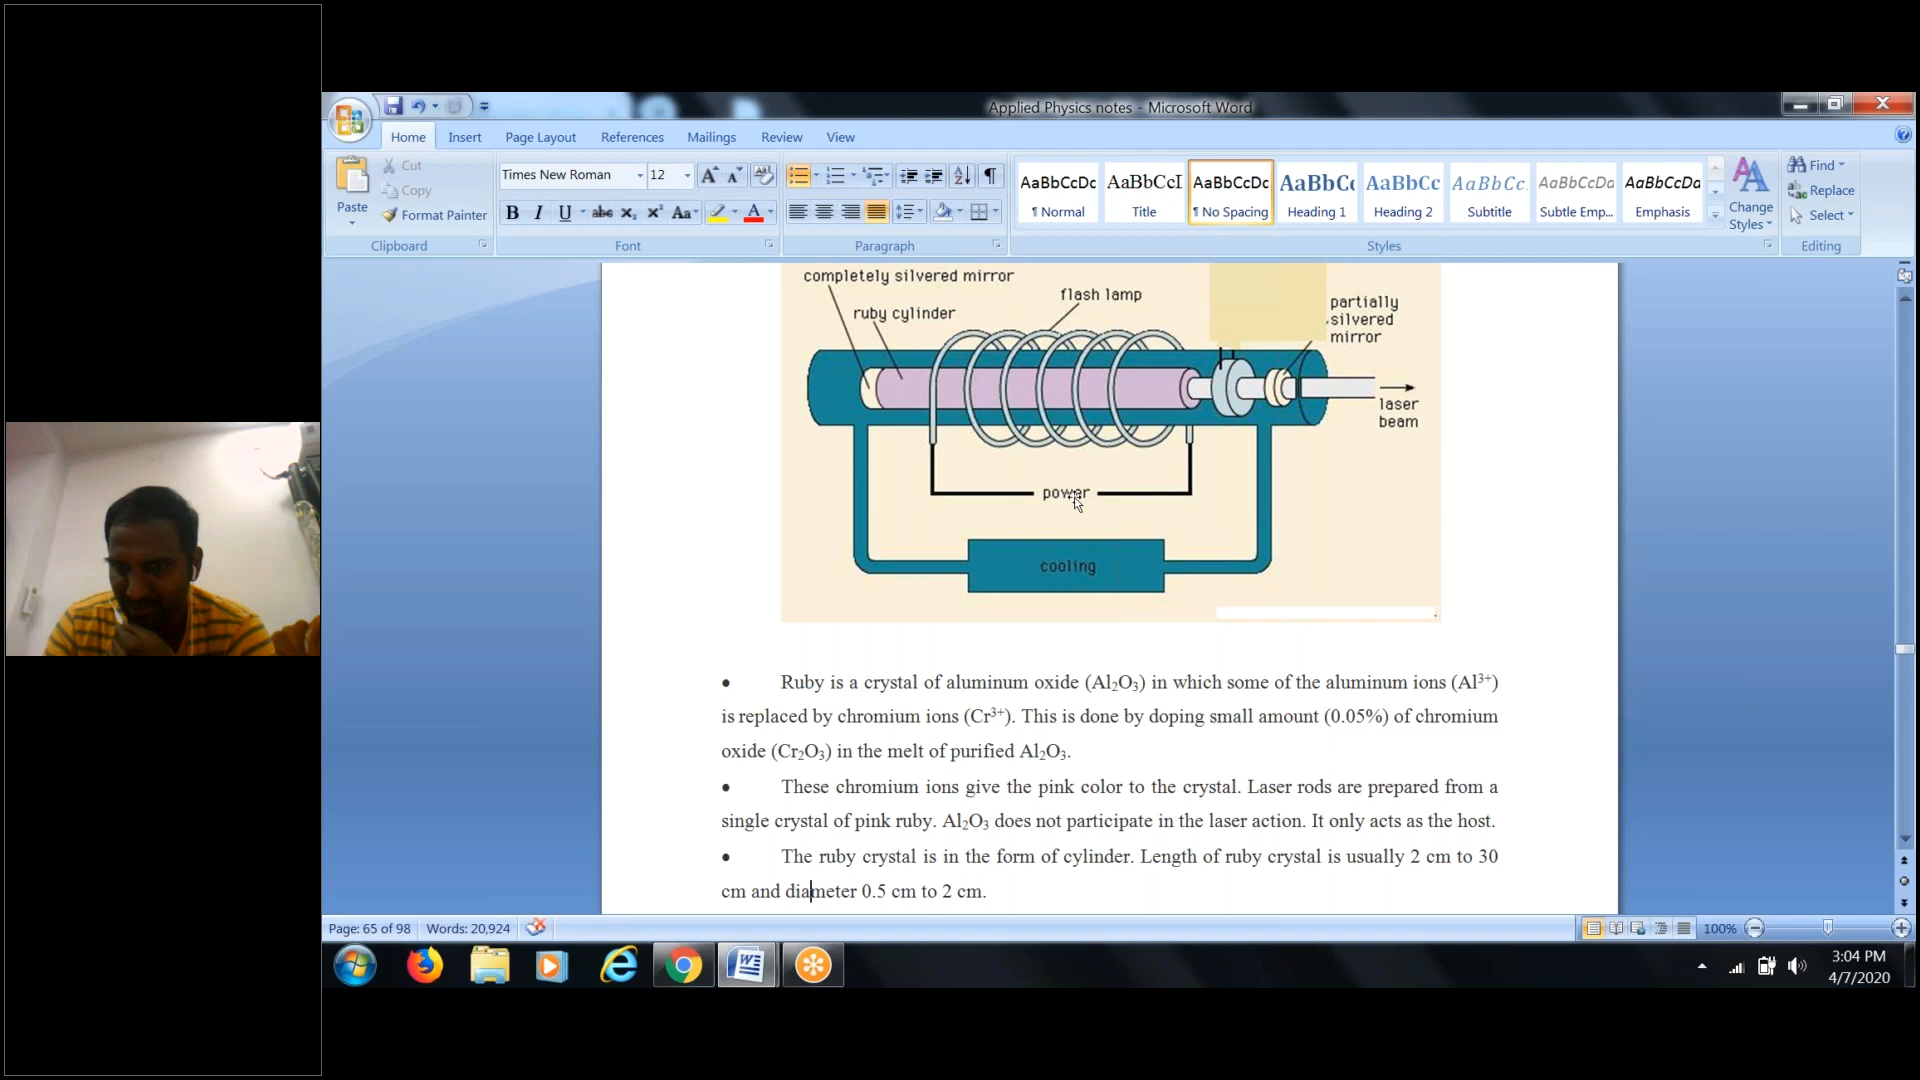 Applied Physics notes - Microsoft Word
Home Insert Page Layout References Mailings Review View
Paste
Cut
Copy
Format Painter
Clipboard
Times New Roman 12
B I U abc x₂ x² Aa
Font
Paragraph
AaBbCcDc AaBbCcI AaBbCcDc AaBbC AaBbCc AaBbCc. AaBbCcDa AaBbCcDa
¶ Normal Title ¶ No Spacing Heading 1 Heading 2 Subtitle Subtle Emp... Emphasis
Styles
Change
Styles
Find
Replace
Select
Editing
completely silvered mirror
ruby cylinder
flash lamp
partially
silvered
mirror
laser
beam
power
cooling
• Ruby is a crystal of aluminum oxide (Al₂O₃) in which some of the aluminum ions (Al³⁺)
is replaced by chromium ions (Cr³⁺). This is done by doping small amount (0.05%) of chromium
oxide (Cr₂O₃) in the melt of purified Al₂O₃.
• These chromium ions give the pink color to the crystal. Laser rods are prepared from a
single crystal of pink ruby. Al₂O₃ does not participate in the laser action. It only acts as the host.
• The ruby crystal is in the form of cylinder. Length of ruby crystal is usually 2 cm to 30
cm and diameter 0.5 cm to 2 cm.
Page: 65 of 98 Words: 20,924
100%
3:04 PM
4/7/2020